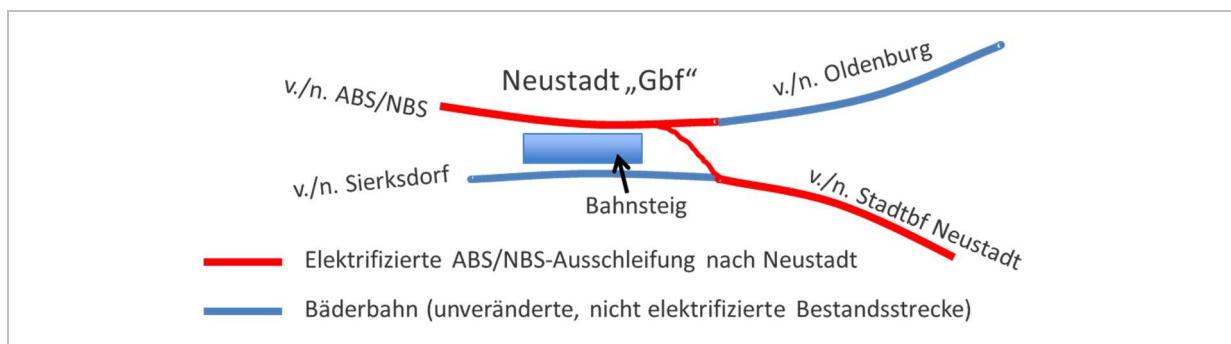 v./n. Oldenburg
Neustadt „Gbf“
v./n. ABS/NBS
v./n. Sierksdorf
v./n. Stadtbf Neustadt
Bahnsteig
Elektrifizierte ABS/NBS-Ausschleifung nach Neustadt
Bäderbahn (unveränderte, nicht elektrifizierte Bestandsstrecke)